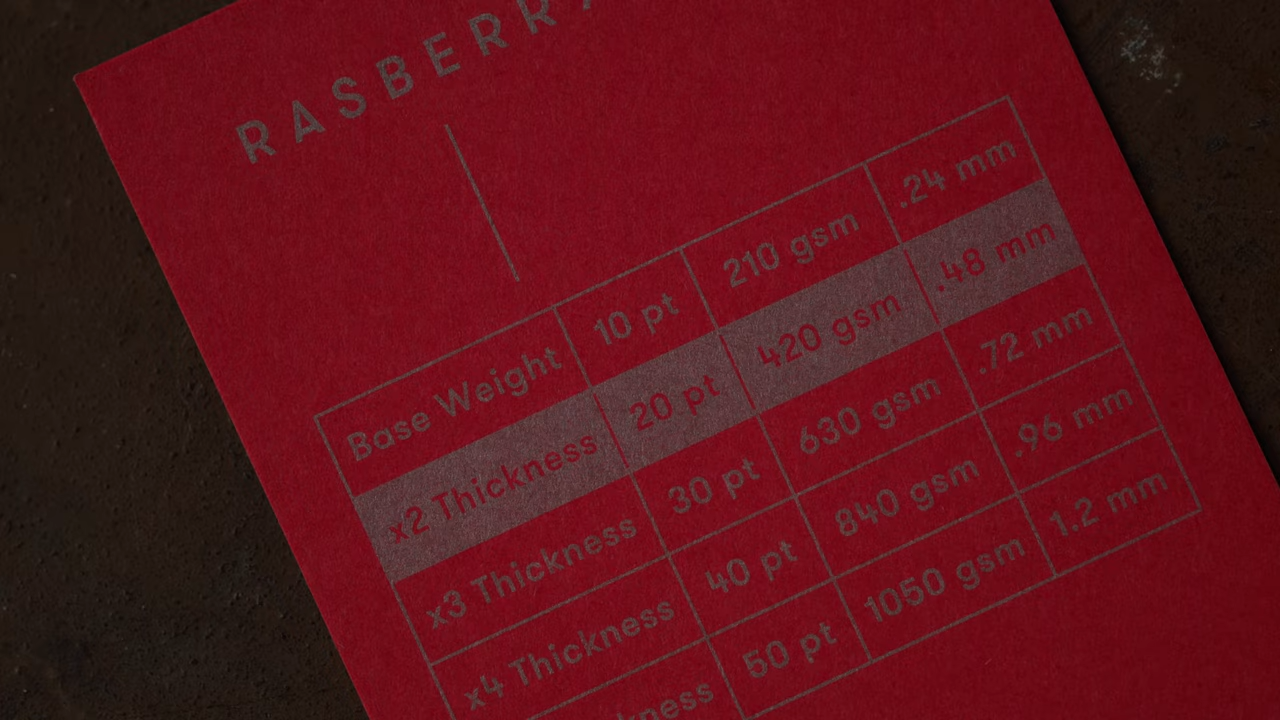 RASBERRY
Base Weight 10 pt 210 gsm .24 mm
x2 Thickness 20 pt 420 gsm .48 mm
x3 Thickness 30 pt 630 gsm .72 mm
x4 Thickness 40 pt 840 gsm .96 mm
50 pt 1050 gsm 1.2 mm